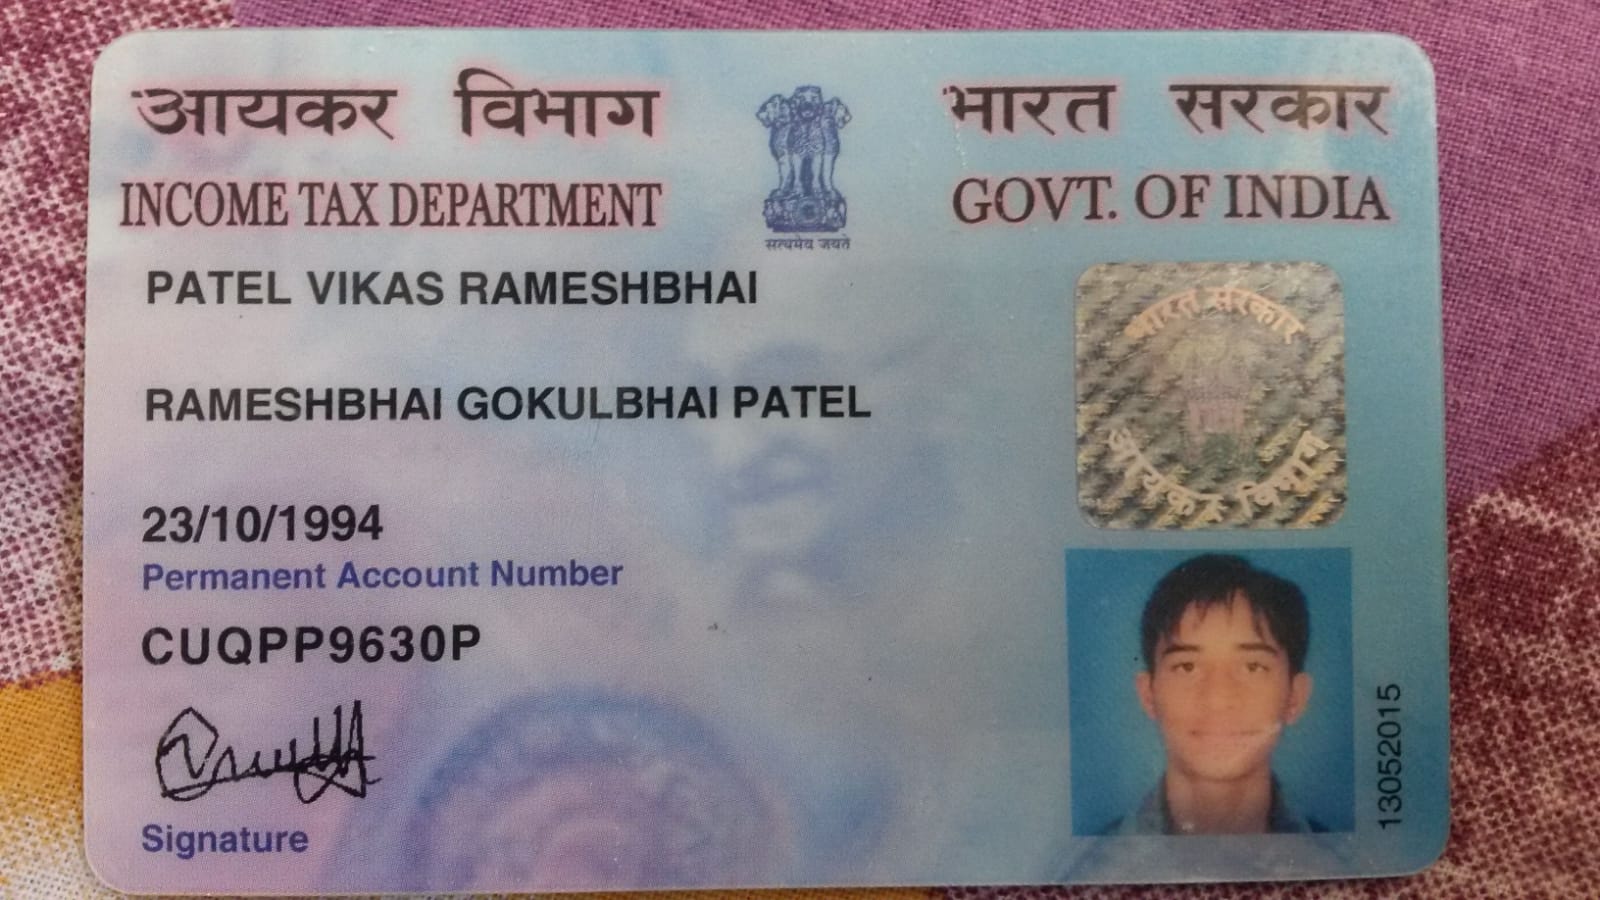 आयकर विभाग
INCOME TAX DEPARTMENT
सत्यमेव जयते
भारत सरकार
GOVT. OF INDIA
PATEL VIKAS RAMESHBHAI
RAMESHBHAI GOKULBHAI PATEL
23/10/1994
Permanent Account Number
CUQPP9630P
Signature
भारत सरकार
आयकर विभाग
13052015